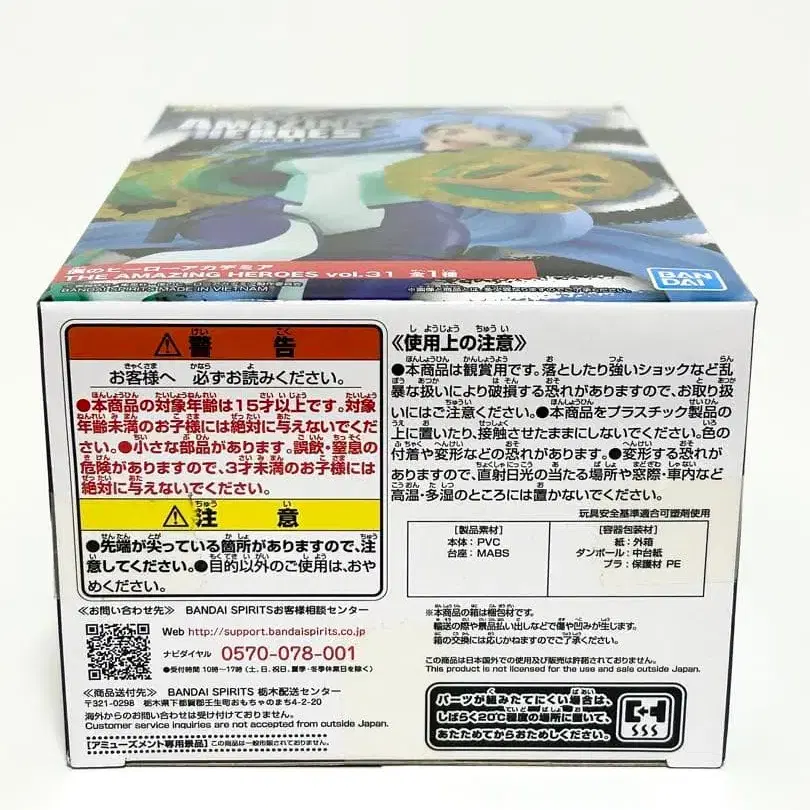 AMAZING
HEROES
vol.31
僕のヒーローアカデミア
THE AMAZING HEROES vol.31 全1種
BANDAI SPIRITS MADE IN VIETNAM
BAN
DAI
⚠警告
お客様へ 必ずお読みください。
●本商品の対象年齢は15才以上です。対象
年齢未満のお子様には絶対に与えないでく
ださい。●小さな部品があります。誤飲・窒息の
危険がありますので、3才未満のお子様には
絶対に与えないでください。
⚠注意
●先端が尖っている箇所がありますので、注
意してください。●目的以外のご使用は、おや
めください。
《使用上の注意》
●本商品は観賞用です。落としたり強いショックなど乱
暴な扱いにより破損する恐れがありますので、お取り扱
いにはご注意ください。●本商品をプラスチック製品の
上に置いたり、接触させたままにしないでください。色の
付着や変形などの恐れがあります。●変形する恐れが
ありますので、直射日光の当たる場所や窓際・車内など
高温・多湿のところには置かないでください。
玩具安全基準適合可塑剤使用
[製品素材]
本体：PVC
台座：MABS
[容器包装材]
紙：外箱
ダンボール：中台紙
プラ：保護材 PE
《お問い合わせ先》 BANDAI SPIRITSお客様相談センター
Web http://support.bandaispirits.co.jp
ナビダイヤル 0570-078-001
●受付時間 10時〜17時（土、日、祝日、夏季・冬季休業日を除く）
《商品送付先》 BANDAI SPIRITS 栃木配送センター
〒321-0298 栃木県下都賀郡壬生町おもちゃのまち4-2-20
海外からのお問い合わせは受け付けておりません。
Customer service inquiries are not accepted from outside Japan.
[アミューズメント専用景品] この商品は一般市販の商品ではありません。
※本商品の箱は梱包材です。
輸送の際や景品払い出しなどで傷や凹みが生じます。
箱の交換には応じかねますのでご了承ください。
この商品は日本国外での使用及び販売は許諾されておりません。
This product is not licensed for the use and sale outside Japan.
パーツが組みたてにくい場合は、
しばらく20℃程度の場所に置いて、
あたためてからおためしください。